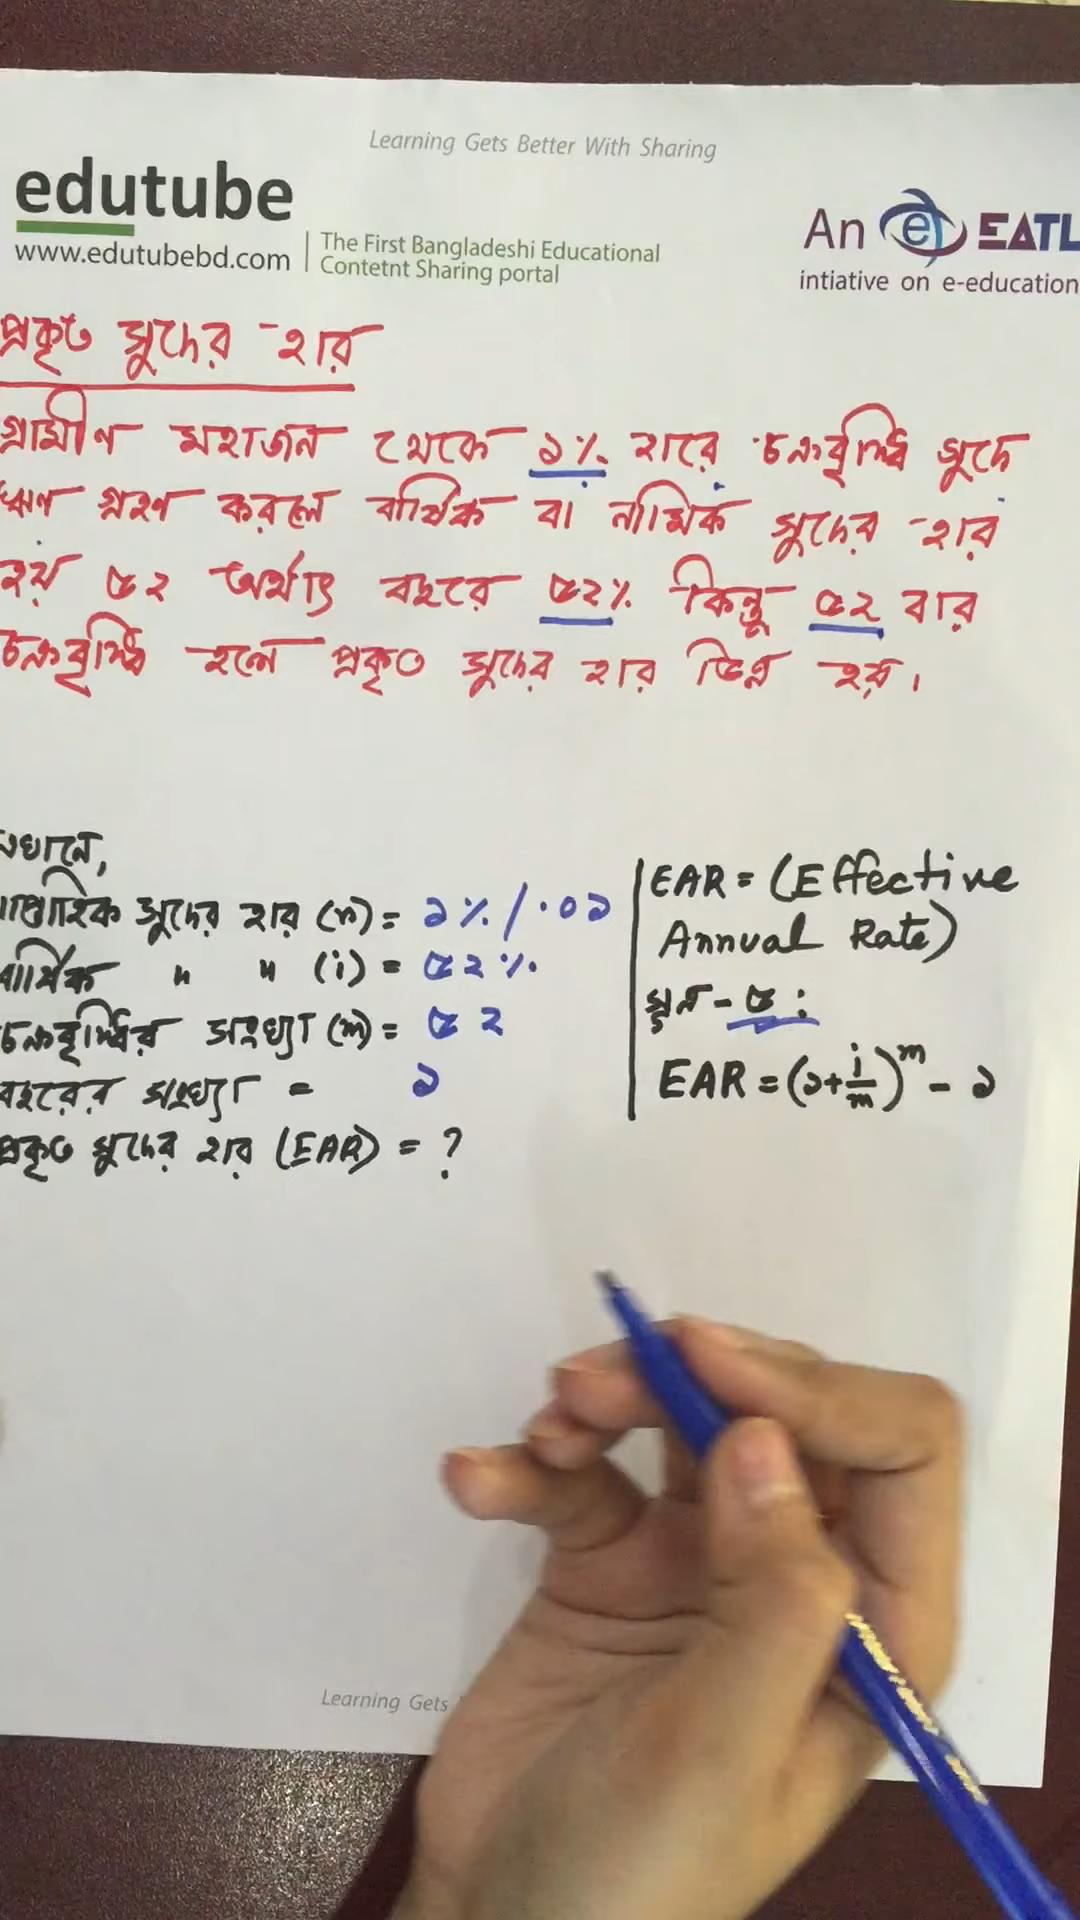 Learning Gets Better With Sharing
edutube
www.edutubebd.com
The First Bangladeshi Educational
Contetnt Sharing portal
An e EATL
intiative on e-education
প্রকৃত সুদের হার
গ্রামীণ মহাজন থেকে ১% হারে চক্রবৃদ্ধি সুদে
ঋণ গ্রহণ করলে বার্ষিক বা নামিক সুদের হার
হয় ৫২ অর্থাৎ বছরে ৫২% কিন্তু ৫২ বার
চক্রবৃদ্ধি হলে প্রকৃত সুদের হার ভিন্ন হয়।
এখানে,
সাপ্তাহিক সুদের হার (r) = ১% / .০১
বার্ষিক " " (i) = ৫২%
চক্রবৃদ্ধির সংখ্যা (m) = ৫২
বছরের সংখ্যা = ১
প্রকৃত সুদের হার (EAR) = ?
EAR = (Effective
Annual Rate)
সূত্র - ৫ :
EAR = (১+i/m)^m - ১
Learning Gets